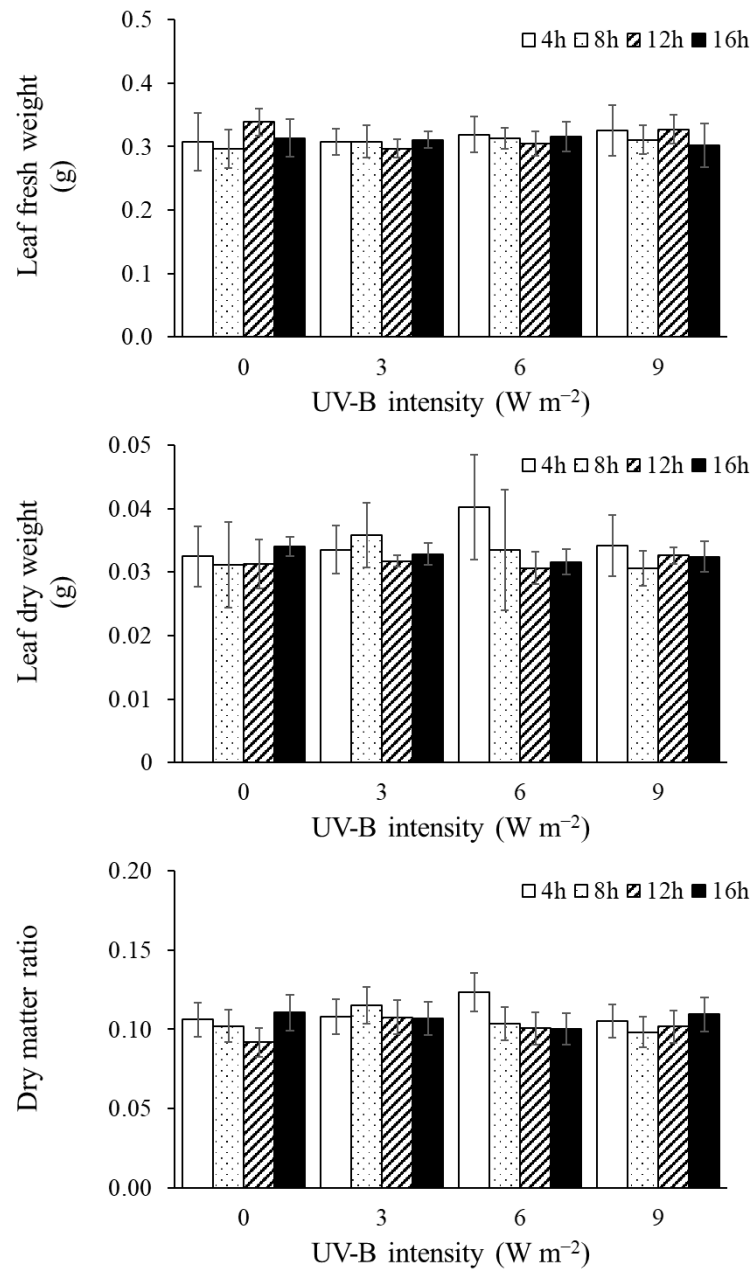 Leaf fresh weight
(g)
0.5
0.4
0.3
0.2
0.1
0.0
4h 8h 12h 16h
0 3 6 9
UV-B intensity (W m⁻²)
Leaf dry weight
(g)
0.05
0.04
0.03
0.02
0.01
0
4h 8h 12h 16h
0 3 6 9
UV-B intensity (W m⁻²)
Dry matter ratio
0.20
0.15
0.10
0.05
0.00
4h 8h 12h 16h
0 3 6 9
UV-B intensity (W m⁻²)